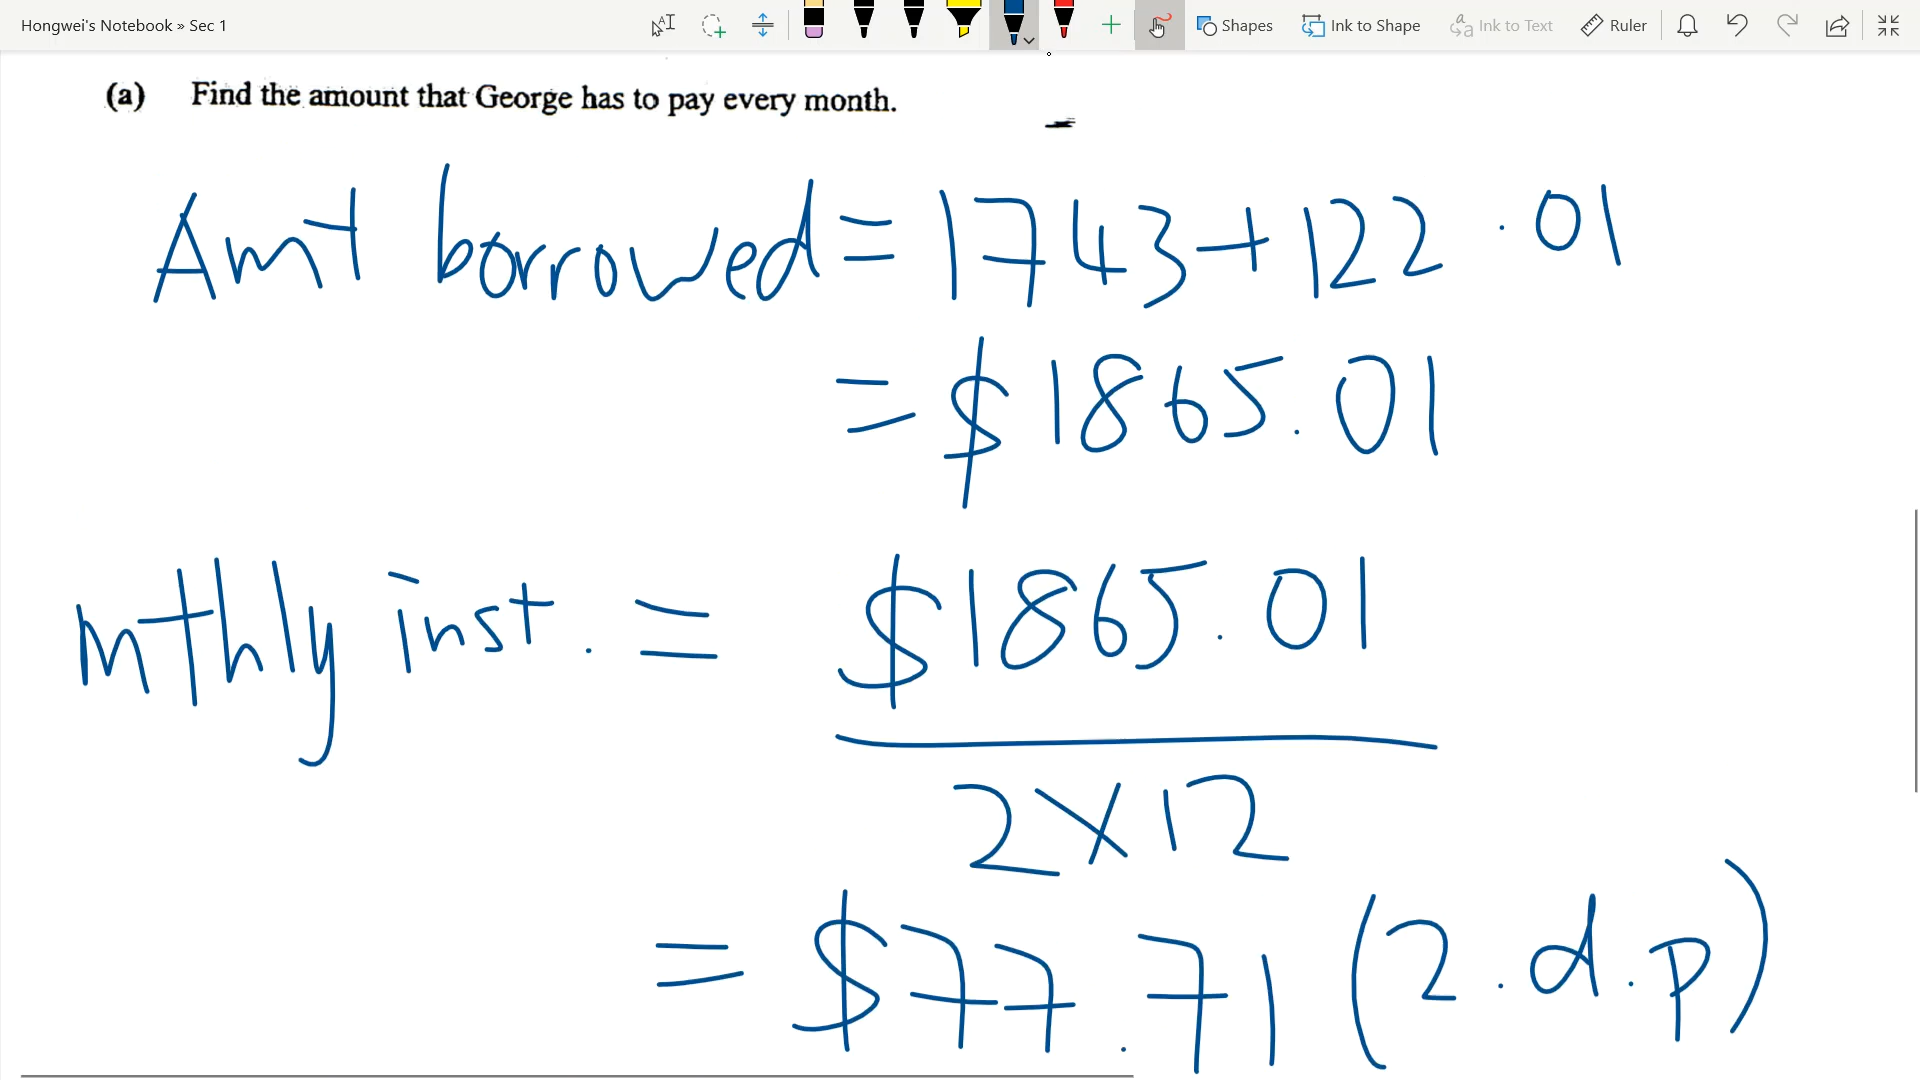 Hongwei's Notebook » Sec 1
Shapes Ink to Shape Ink to Text Ruler
(a) Find the amount that George has to pay every month.
Amt borrowed = 1743 + 122.01
= $1865.01
mthly inst. = $1865.01
2 × 12
= $77.71 (2.d.p)